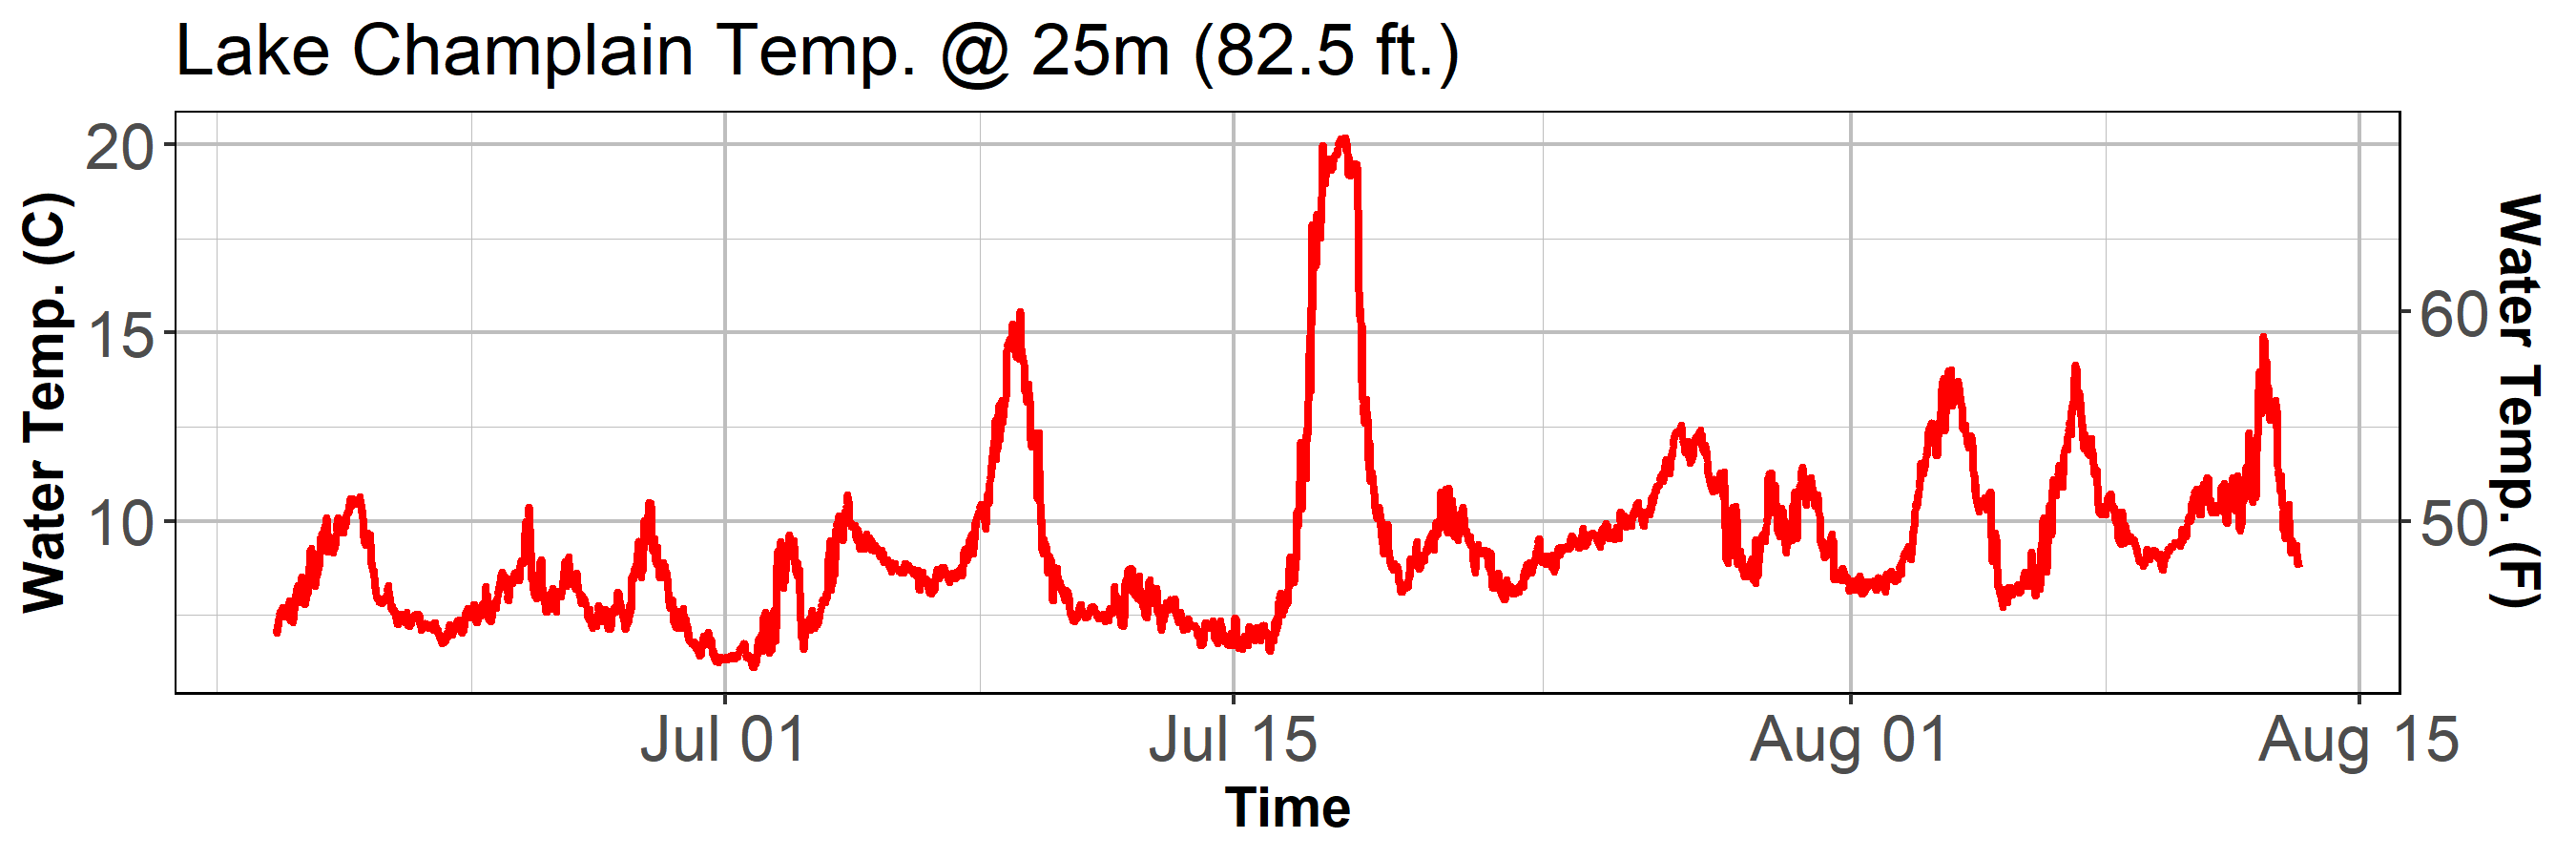 Lake Champlain Temp. @ 25m (82.5 ft.)
Water Temp. (C)
20
15
10
60
50
Water Temp. (F)
Jul 01
Jul 15
Aug 01
Aug 15
Time